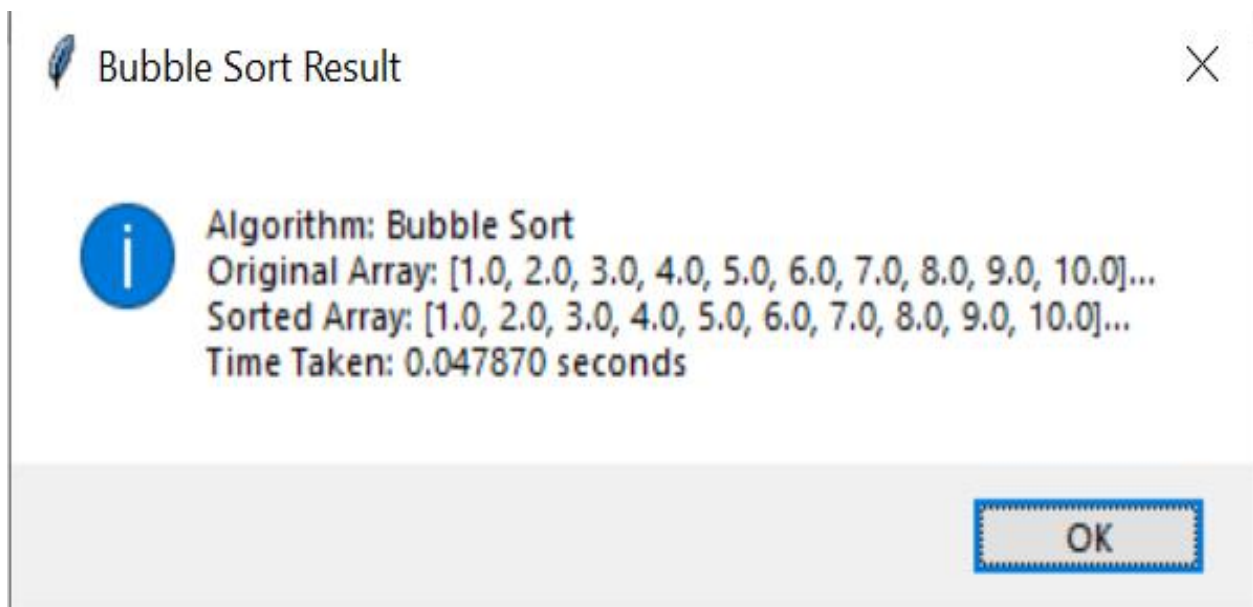 Bubble Sort Result
Algorithm: Bubble Sort
Original Array: [1.0, 2.0, 3.0, 4.0, 5.0, 6.0, 7.0, 8.0, 9.0, 10.0]...
Sorted Array: [1.0, 2.0, 3.0, 4.0, 5.0, 6.0, 7.0, 8.0, 9.0, 10.0]...
Time Taken: 0.047870 seconds
OK